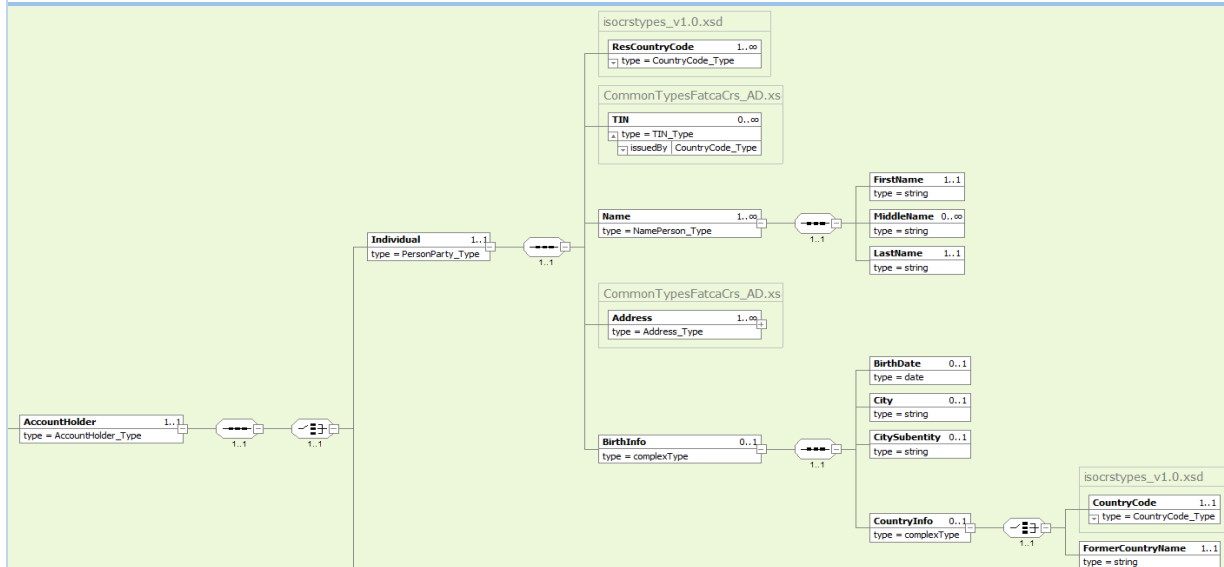 isocrstypes_v1.0.xsd
ResCountryCode 1..∞
type = CountryCode_Type
CommonTypesFatcaCrs_AD.xs
TIN 0..∞
type = TIN_Type
issuedBy CountryCode_Type
Name 1..∞
type = NamePerson_Type
1..1
FirstName 1..1
type = string
MiddleName 0..∞
type = string
LastName 1..1
type = string
Individual 1..1
type = PersonParty_Type
1..1
CommonTypesFatcaCrs_AD.xs
Address 1..∞
type = Address_Type
AccountHolder 1..1
type = AccountHolder_Type
1..1
1..1
BirthInfo 0..1
type = complexType
1..1
BirthDate 0..1
type = date
City 0..1
type = string
CitySubentity 0..1
type = string
CountryInfo 0..1
type = complexType
1..1
isocrstypes_v1.0.xsd
CountryCode 1..1
type = CountryCode_Type
FormerCountryName 1..1
type = string